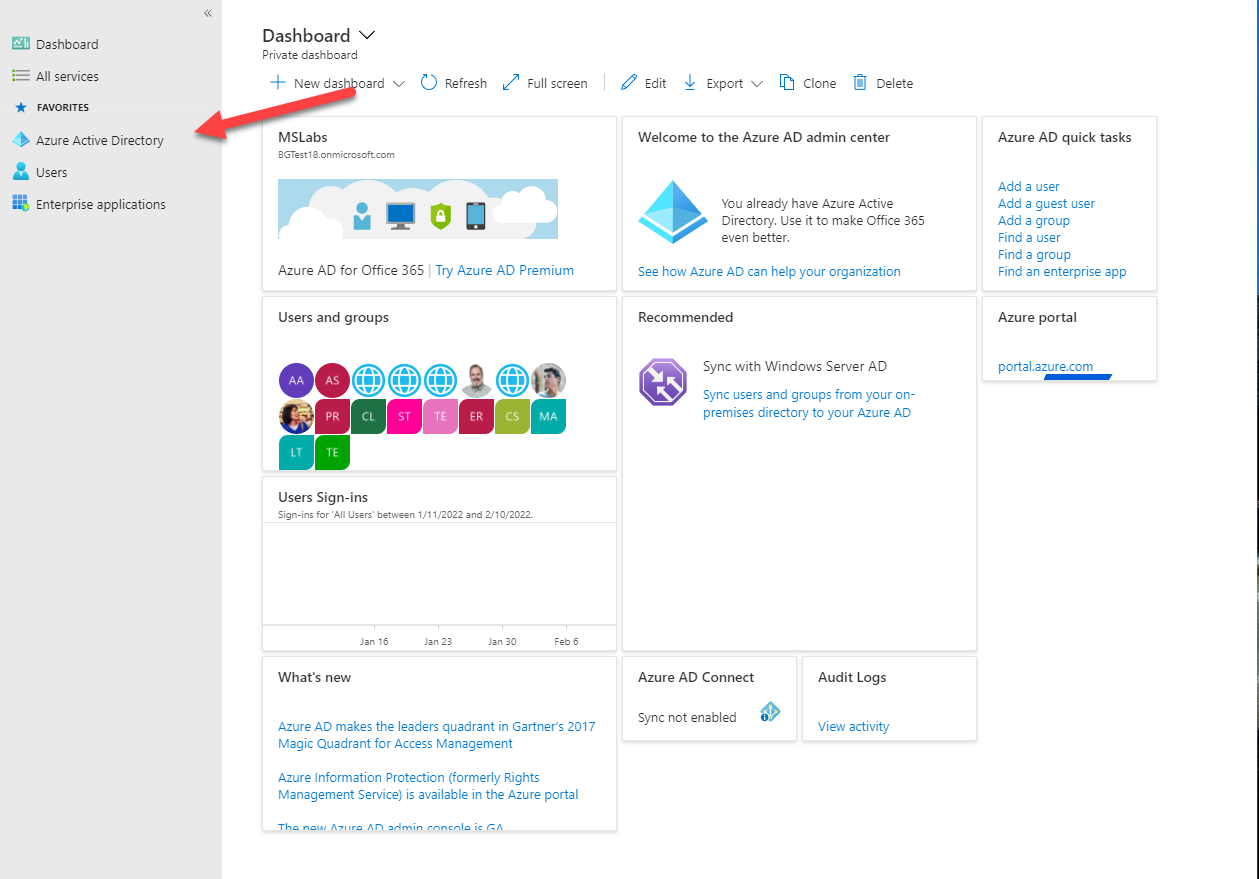 «
Dashboard
All services
FAVORITES
Azure Active Directory
Users
Enterprise applications
Dashboard
Private dashboard
New dashboard
Refresh
Full screen
Edit
Export
Clone
Delete
MSLabs
BGTest18.onmicrosoft.com
Azure AD for Office 365 | Try Azure AD Premium
Welcome to the Azure AD admin center
You already have Azure Active
Directory. Use it to make Office 365
even better.
See how Azure AD can help your organization
Azure AD quick tasks
Add a user
Add a guest user
Add a group
Find a user
Find a group
Find an enterprise app
Users and groups
AA AS
PR CL ST TE ER CS MA
LT TE
Recommended
Sync with Windows Server AD
Sync users and groups from your on-
premises directory to your Azure AD
Azure portal
portal.azure.com
Users Sign-ins
Sign-ins for 'All Users' between 1/11/2022 and 2/10/2022.
Jan 16 Jan 23 Jan 30 Feb 6
What's new
Azure AD makes the leaders quadrant in Gartner's 2017
Magic Quadrant for Access Management
Azure Information Protection (formerly Rights
Management Service) is available in the Azure portal
The new Azure AD admin console is GA
Azure AD Connect
Sync not enabled
Audit Logs
View activity